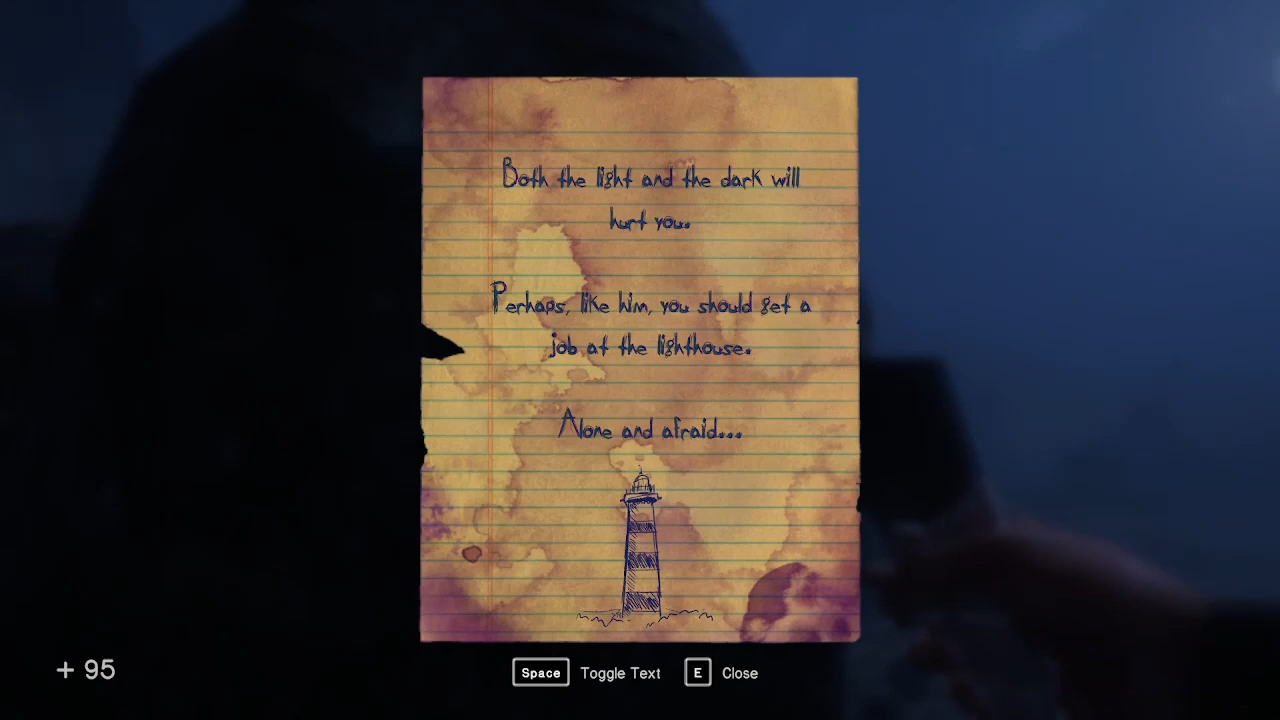 Both the light and the dark will
hurt you.
Perhaps, like him, you should get a
job at the lighthouse.
Alone and afraid...
+ 95
Space Toggle Text E Close